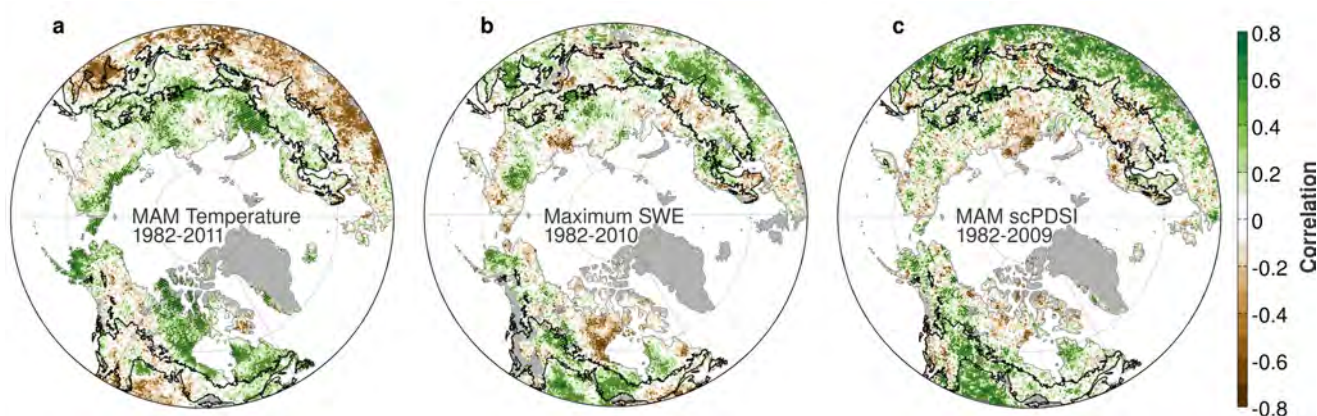 a
b
c
MAM Temperature
1982-2011
Maximum SWE
1982-2010
MAM scPDSI
1982-2009
0.8
0.6
0.4
0.2
0
-0.2
-0.4
-0.6
-0.8
Correlation